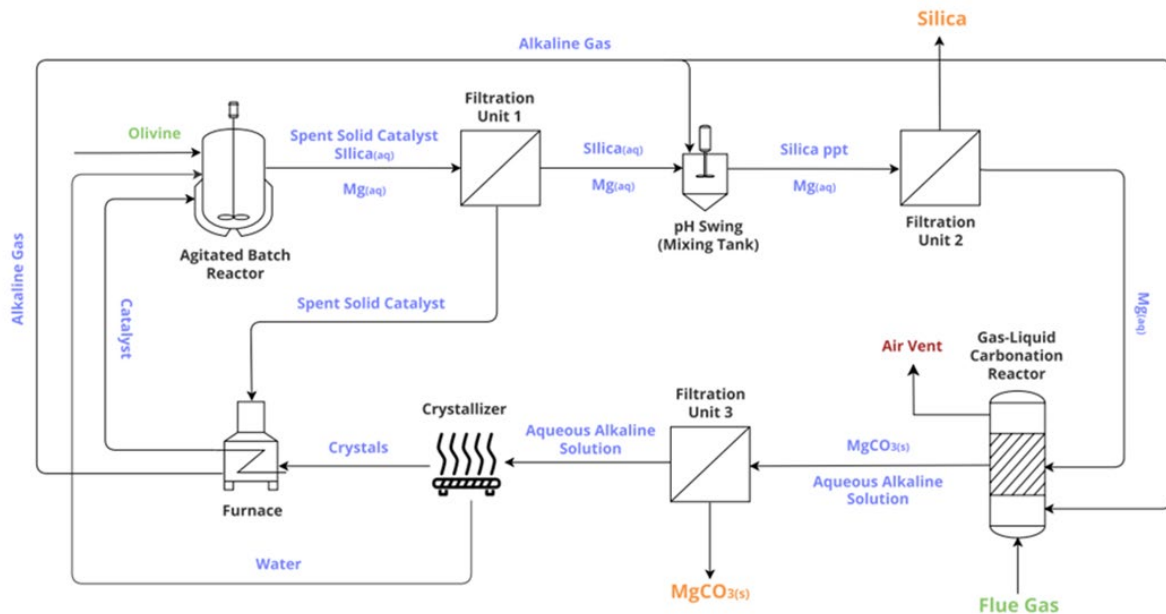 Silica
Alkaline Gas
Olivine
Spent Solid Catalyst
SIlica(aq)
Mg(aq)
Filtration
Unit 1
SIlica(aq)
Mg(aq)
Silica ppt
Mg(aq)
Agitated Batch
Reactor
pH Swing
(Mixing Tank)
Filtration
Unit 2
Alkaline Gas
Catalyst
Spent Solid Catalyst
Mg(aq)
Air Vent
Gas-Liquid
Carbonation
Reactor
Filtration
Unit 3
Crystallizer
Crystals
Aqueous Alkaline
Solution
MgCO3(s)
Aqueous Alkaline
Solution
Furnace
Water
MgCO3(s)
Flue Gas